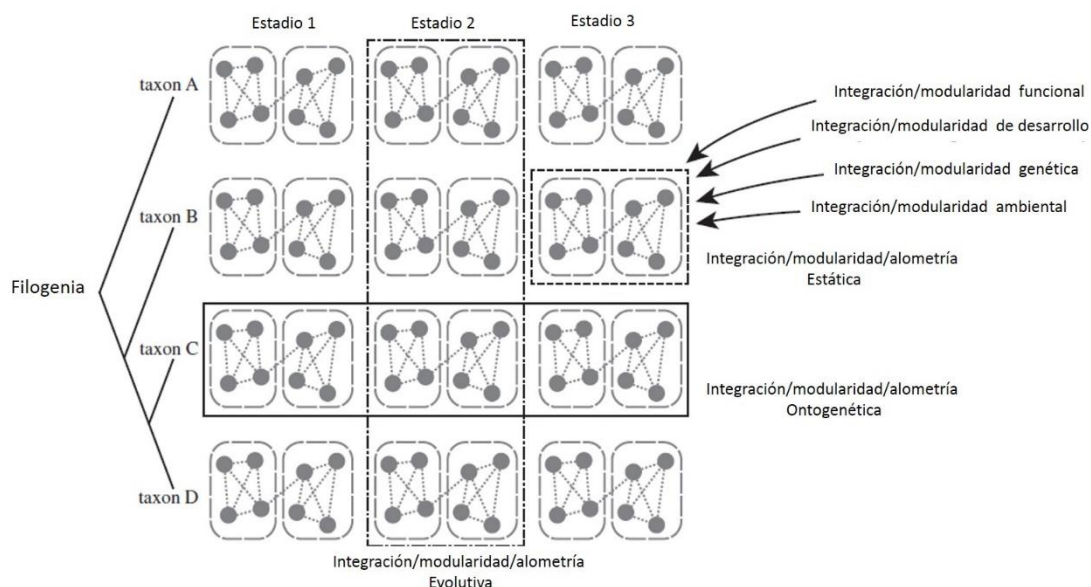 Estadio 1
Estadio 2
Estadio 3
taxon A
Integración/modularidad funcional
Integración/modularidad de desarrollo
Integración/modularidad genética
Integración/modularidad ambiental
taxon B
Integración/modularidad/alometría
Estática
Filogenia
taxon C
Integración/modularidad/alometría
Ontogenética
taxon D
Integración/modularidad/alometría
Evolutiva